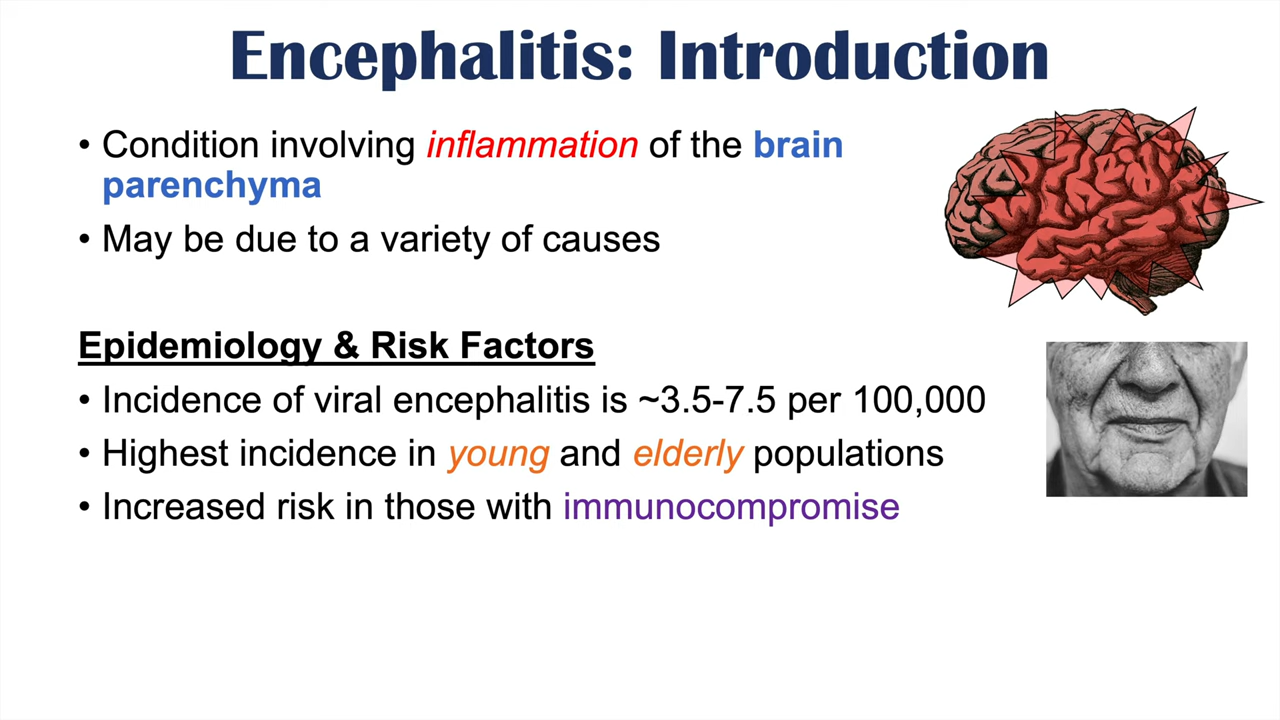 Encephalitis: Introduction
• Condition involving inflammation of the brain
parenchyma
• May be due to a variety of causes
Epidemiology & Risk Factors
• Incidence of viral encephalitis is ~3.5-7.5 per 100,000
• Highest incidence in young and elderly populations
• Increased risk in those with immunocompromise